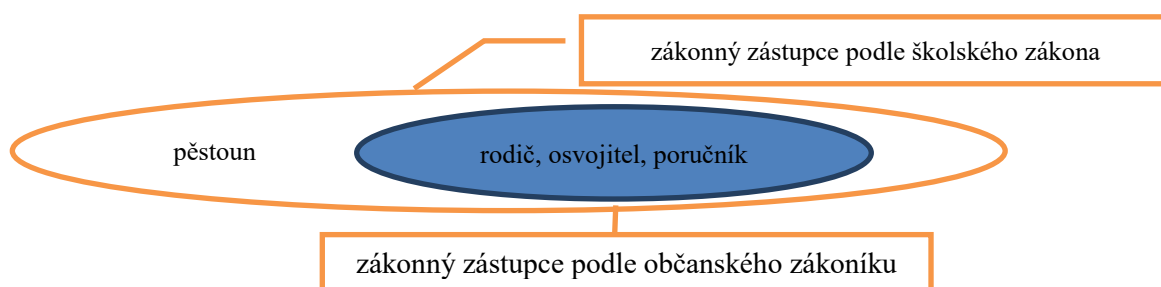 zákonný zástupce podle školského zákona
pěstoun
rodič, osvojitel, poručník
zákonný zástupce podle občanského zákoníku